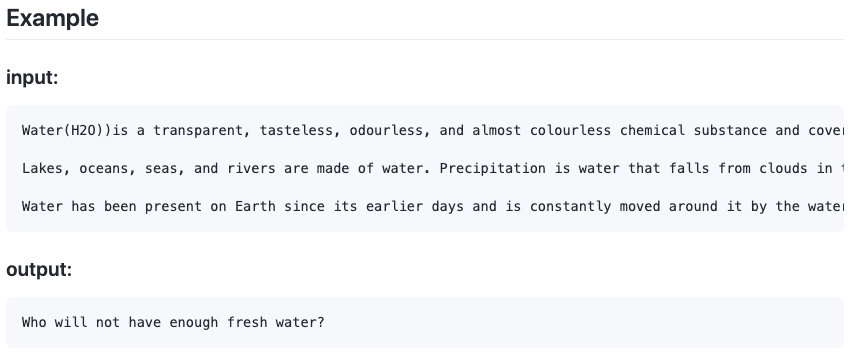 Example
input:
Water(H2O))is a transparent, tasteless, odourless, and almost colourless chemical substance and cover
Lakes, oceans, seas, and rivers are made of water. Precipitation is water that falls from clouds in
Water has been present on Earth since its earlier days and is constantly moved around it by the water
output:
Who will not have enough fresh water?